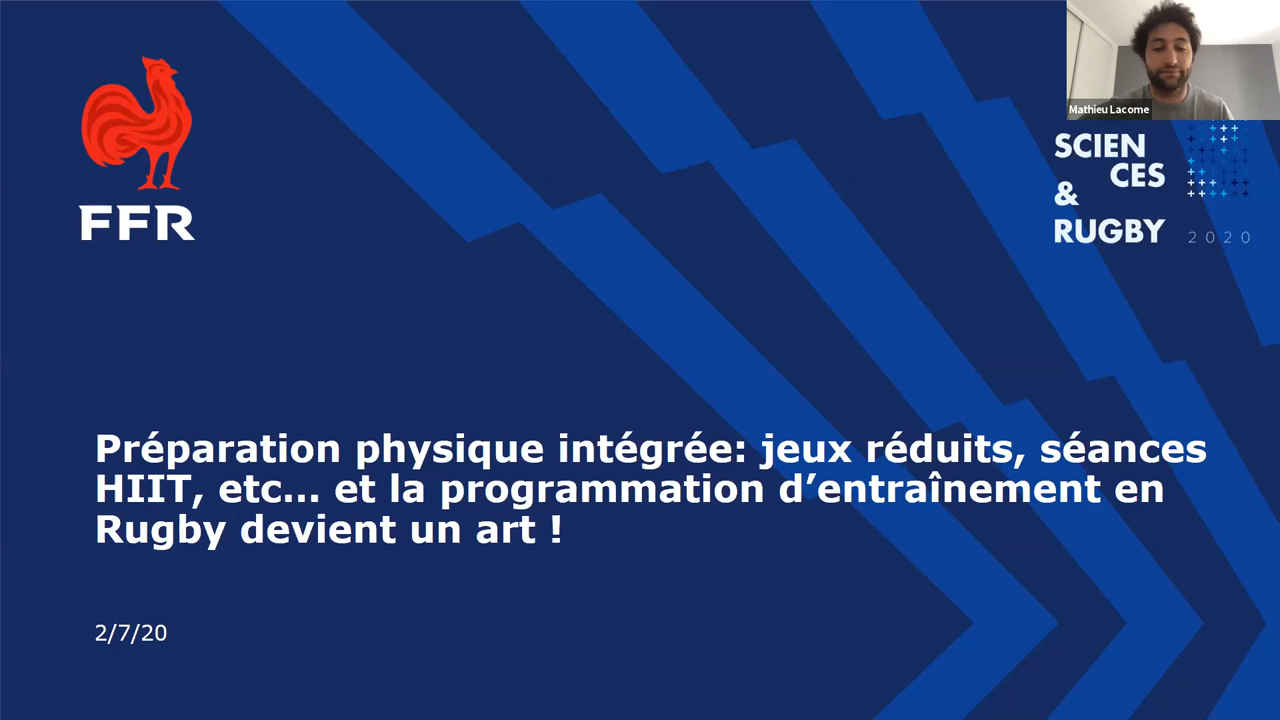 Mathieu Lacome
FFR
SCIEN
CES
&
RUGBY 2020
Préparation physique intégrée: jeux réduits, séances
HIIT, etc... et la programmation d’entraînement en
Rugby devient un art !
2/7/20